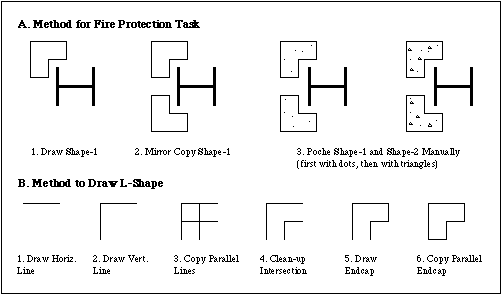 A. Method for Fire Protection Task
1. Draw Shape-1
2. Mirror Copy Shape-1
3. Poche Shape-1 and Shape-2 Manually
(first with dots, then with triangles)
B. Method to Draw L-Shape
1. Draw Horiz.
Line
2. Draw Vert.
Line
3. Copy Parallel
Lines
4. Clean-up
Intersection
5. Draw
Endcap
6. Copy Parallel
Endcap